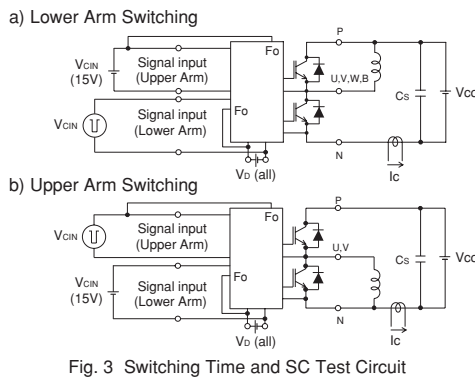 a) Lower Arm Switching
P
Fo
VCIN
(15V)
Signal input
(Upper Arm)
U,V,W,B
CS
VCC
VCIN
Signal input
(Lower Arm)
Fo
N
VD (all)
Ic
b) Upper Arm Switching
P
Fo
VCIN
Signal input
(Upper Arm)
U,V
CS
VCC
VCIN
(15V)
Signal input
(Lower Arm)
Fo
N
VD (all)
Ic
Fig. 3 Switching Time and SC Test Circuit